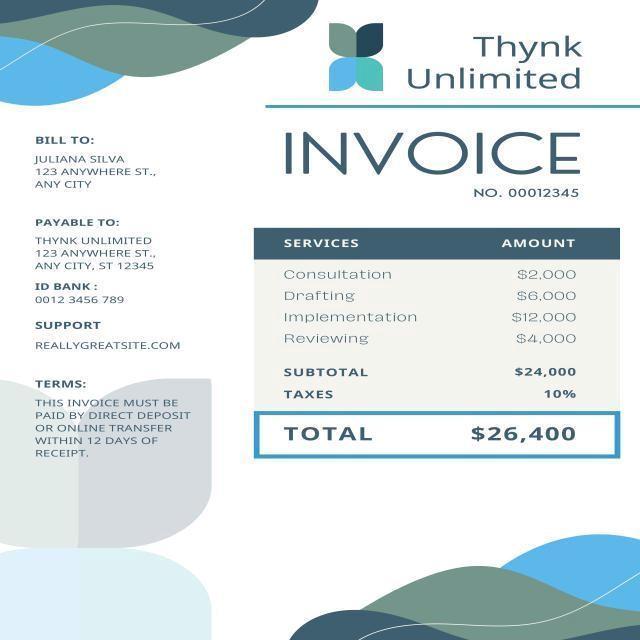 Thynk
Unlimited
INVOICE
NO. 00012345
BILL TO:
JULIANA SILVA
123 ANYWHERE ST.,
ANY CITY
PAYABLE TO:
THYNK UNLIMITED
123 ANYWHERE ST.,
ANY CITY, ST 12345
ID BANK :
0012 3456 789
SUPPORT
REALLYGREATSITE.COM
TERMS:
THIS INVOICE MUST BE
PAID BY DIRECT DEPOSIT
OR ONLINE TRANSFER
WITHIN 12 DAYS OF
RECEIPT.
SERVICES AMOUNT
Consultation $2,000
Drafting $6,000
Implementation $12,000
Reviewing $4,000
SUBTOTAL $24,000
TAXES 10%
TOTAL $26,400